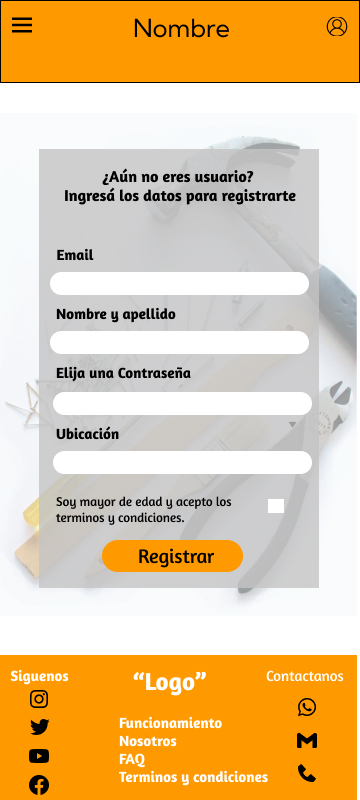 Nombre
¿Aún no eres usuario?
Ingresá los datos para registrarte
Email
Nombre y apellido
Elija una Contraseña
Ubicación
Soy mayor de edad y acepto los
terminos y condiciones.
Registrar
Siguenos
“Logo”
Contactanos
Funcionamiento
Nosotros
FAQ
Terminos y condiciones